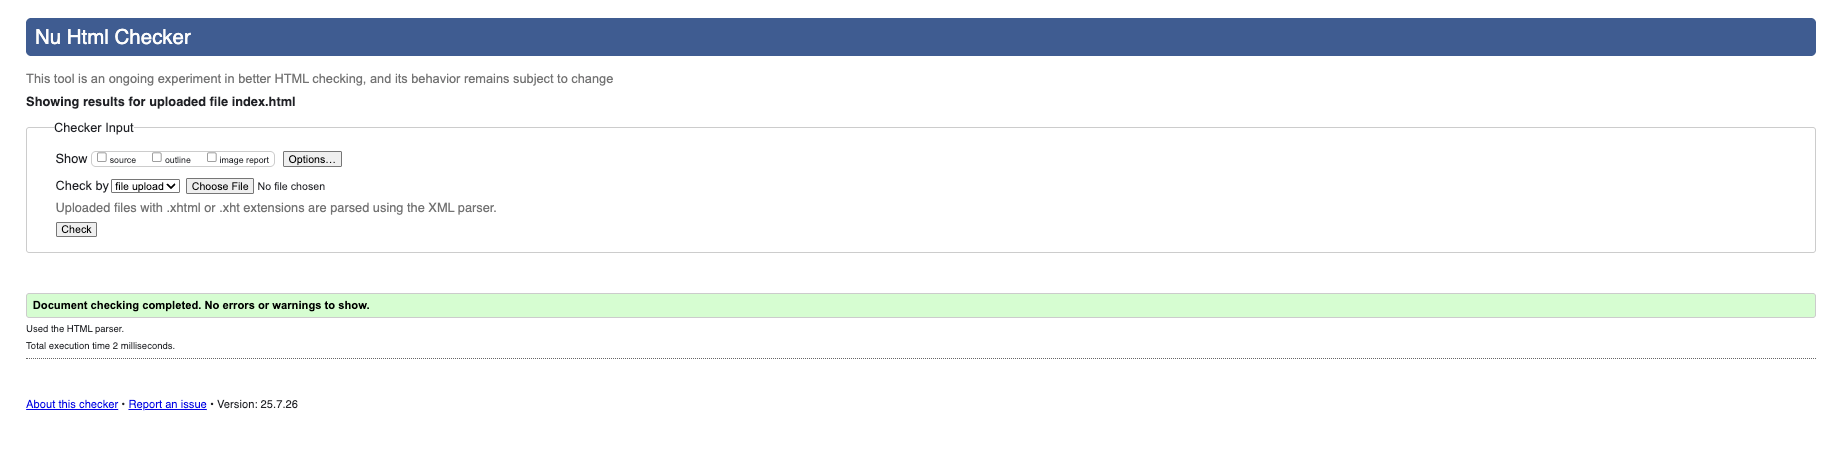 Nu Html Checker
This tool is an ongoing experiment in better HTML checking, and its behavior remains subject to change
Showing results for uploaded file index.html
Checker Input
Show source outline image report Options...
Check by file upload Choose File No file chosen
Uploaded files with .xhtml or .xht extensions are parsed using the XML parser.
Check
Document checking completed. No errors or warnings to show.
Used the HTML parser.
Total execution time 2 milliseconds.
About this checker • Report an issue • Version: 25.7.26